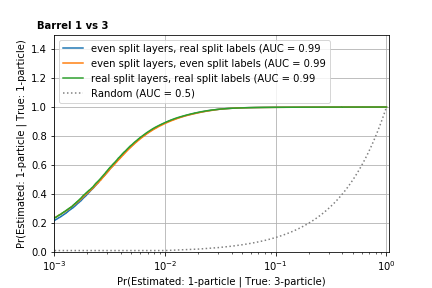 Barrel 1 vs 3
Pr(Estimated: 1-particle | True: 1-particle)
1.4
1.2
1.0
0.8
0.6
0.4
0.2
0.0
even split layers, real split labels (AUC = 0.99
even split layers, even split labels (AUC = 0.99
real split layers, real split labels (AUC = 0.99
Random (AUC = 0.5)
10⁻³ 10⁻² 10⁻¹ 10⁰
Pr(Estimated: 1-particle | True: 3-particle)